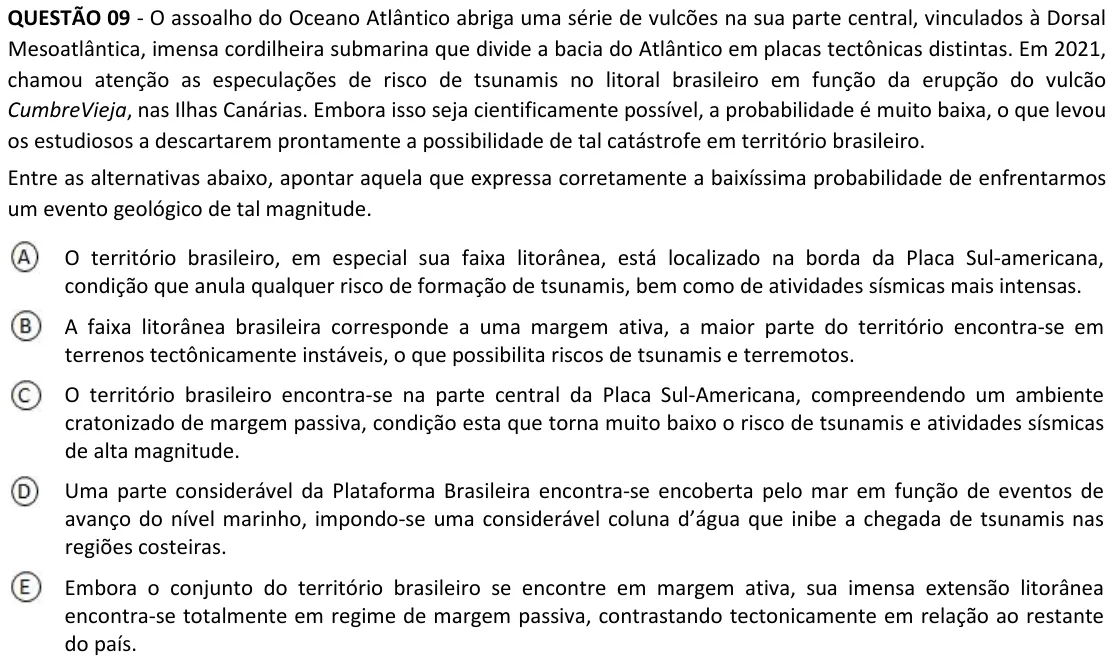 QUESTÃO 09 - O assoalho do Oceano Atlântico abriga uma série de vulcões na sua parte central, vinculados à Dorsal
Mesoatlântica, imensa cordilheira submarina que divide a bacia do Atlântico em placas tectônicas distintas. Em 2021,
chamou atenção as especulações de risco de tsunamis no litoral brasileiro em função da erupção do vulcão
CumbreVieja, nas Ilhas Canárias. Embora isso seja cientificamente possível, a probabilidade é muito baixa, o que levou
os estudiosos a descartarem prontamente a possibilidade de tal catástrofe em território brasileiro.
Entre as alternativas abaixo, apontar aquela que expressa corretamente a baixíssima probabilidade de enfrentarmos
um evento geológico de tal magnitude.
A O território brasileiro, em especial sua faixa litorânea, está localizado na borda da Placa Sul-americana,
condição que anula qualquer risco de formação de tsunamis, bem como de atividades sísmicas mais intensas.
B A faixa litorânea brasileira corresponde a uma margem ativa, a maior parte do território encontra-se em
terrenos tectônicamente instáveis, o que possibilita riscos de tsunamis e terremotos.
C O território brasileiro encontra-se na parte central da Placa Sul-Americana, compreendendo um ambiente
cratonizado de margem passiva, condição esta que torna muito baixo o risco de tsunamis e atividades sísmicas
de alta magnitude.
D Uma parte considerável da Plataforma Brasileira encontra-se encoberta pelo mar em função de eventos de
avanço do nível marinho, impondo-se uma considerável coluna d’água que inibe a chegada de tsunamis nas
regiões costeiras.
E Embora o conjunto do território brasileiro se encontre em margem ativa, sua imensa extensão litorânea
encontra-se totalmente em regime de margem passiva, contrastando tectonicamente em relação ao restante
do país.